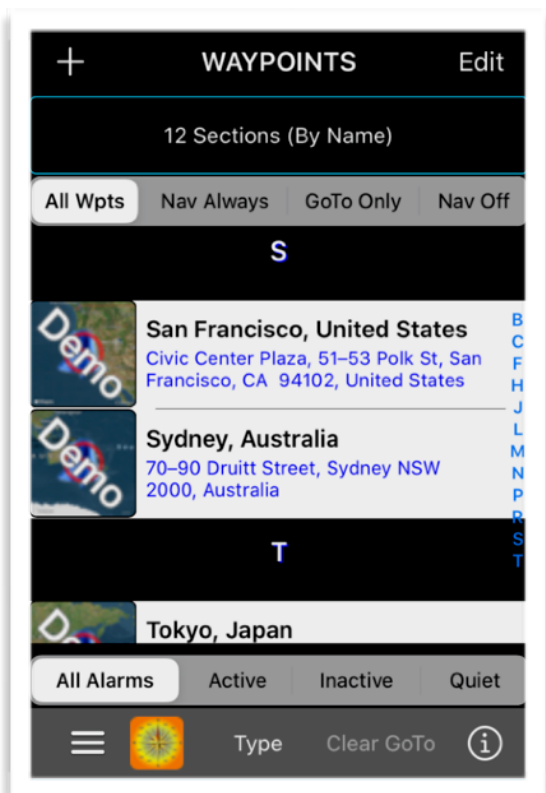 + WAYPOINTS Edit
12 Sections (By Name)
All Wpts Nav Always GoTo Only Nav Off
S
Demo
San Francisco, United States
Civic Center Plaza, 51–53 Polk St, San
Francisco, CA 94102, United States
Demo
Sydney, Australia
70–90 Druitt Street, Sydney NSW
2000, Australia
B
C
F
H
J
L
M
N
P
R
S
T
T
Tokyo, Japan
All Alarms Active Inactive Quiet
Type Clear GoTo i